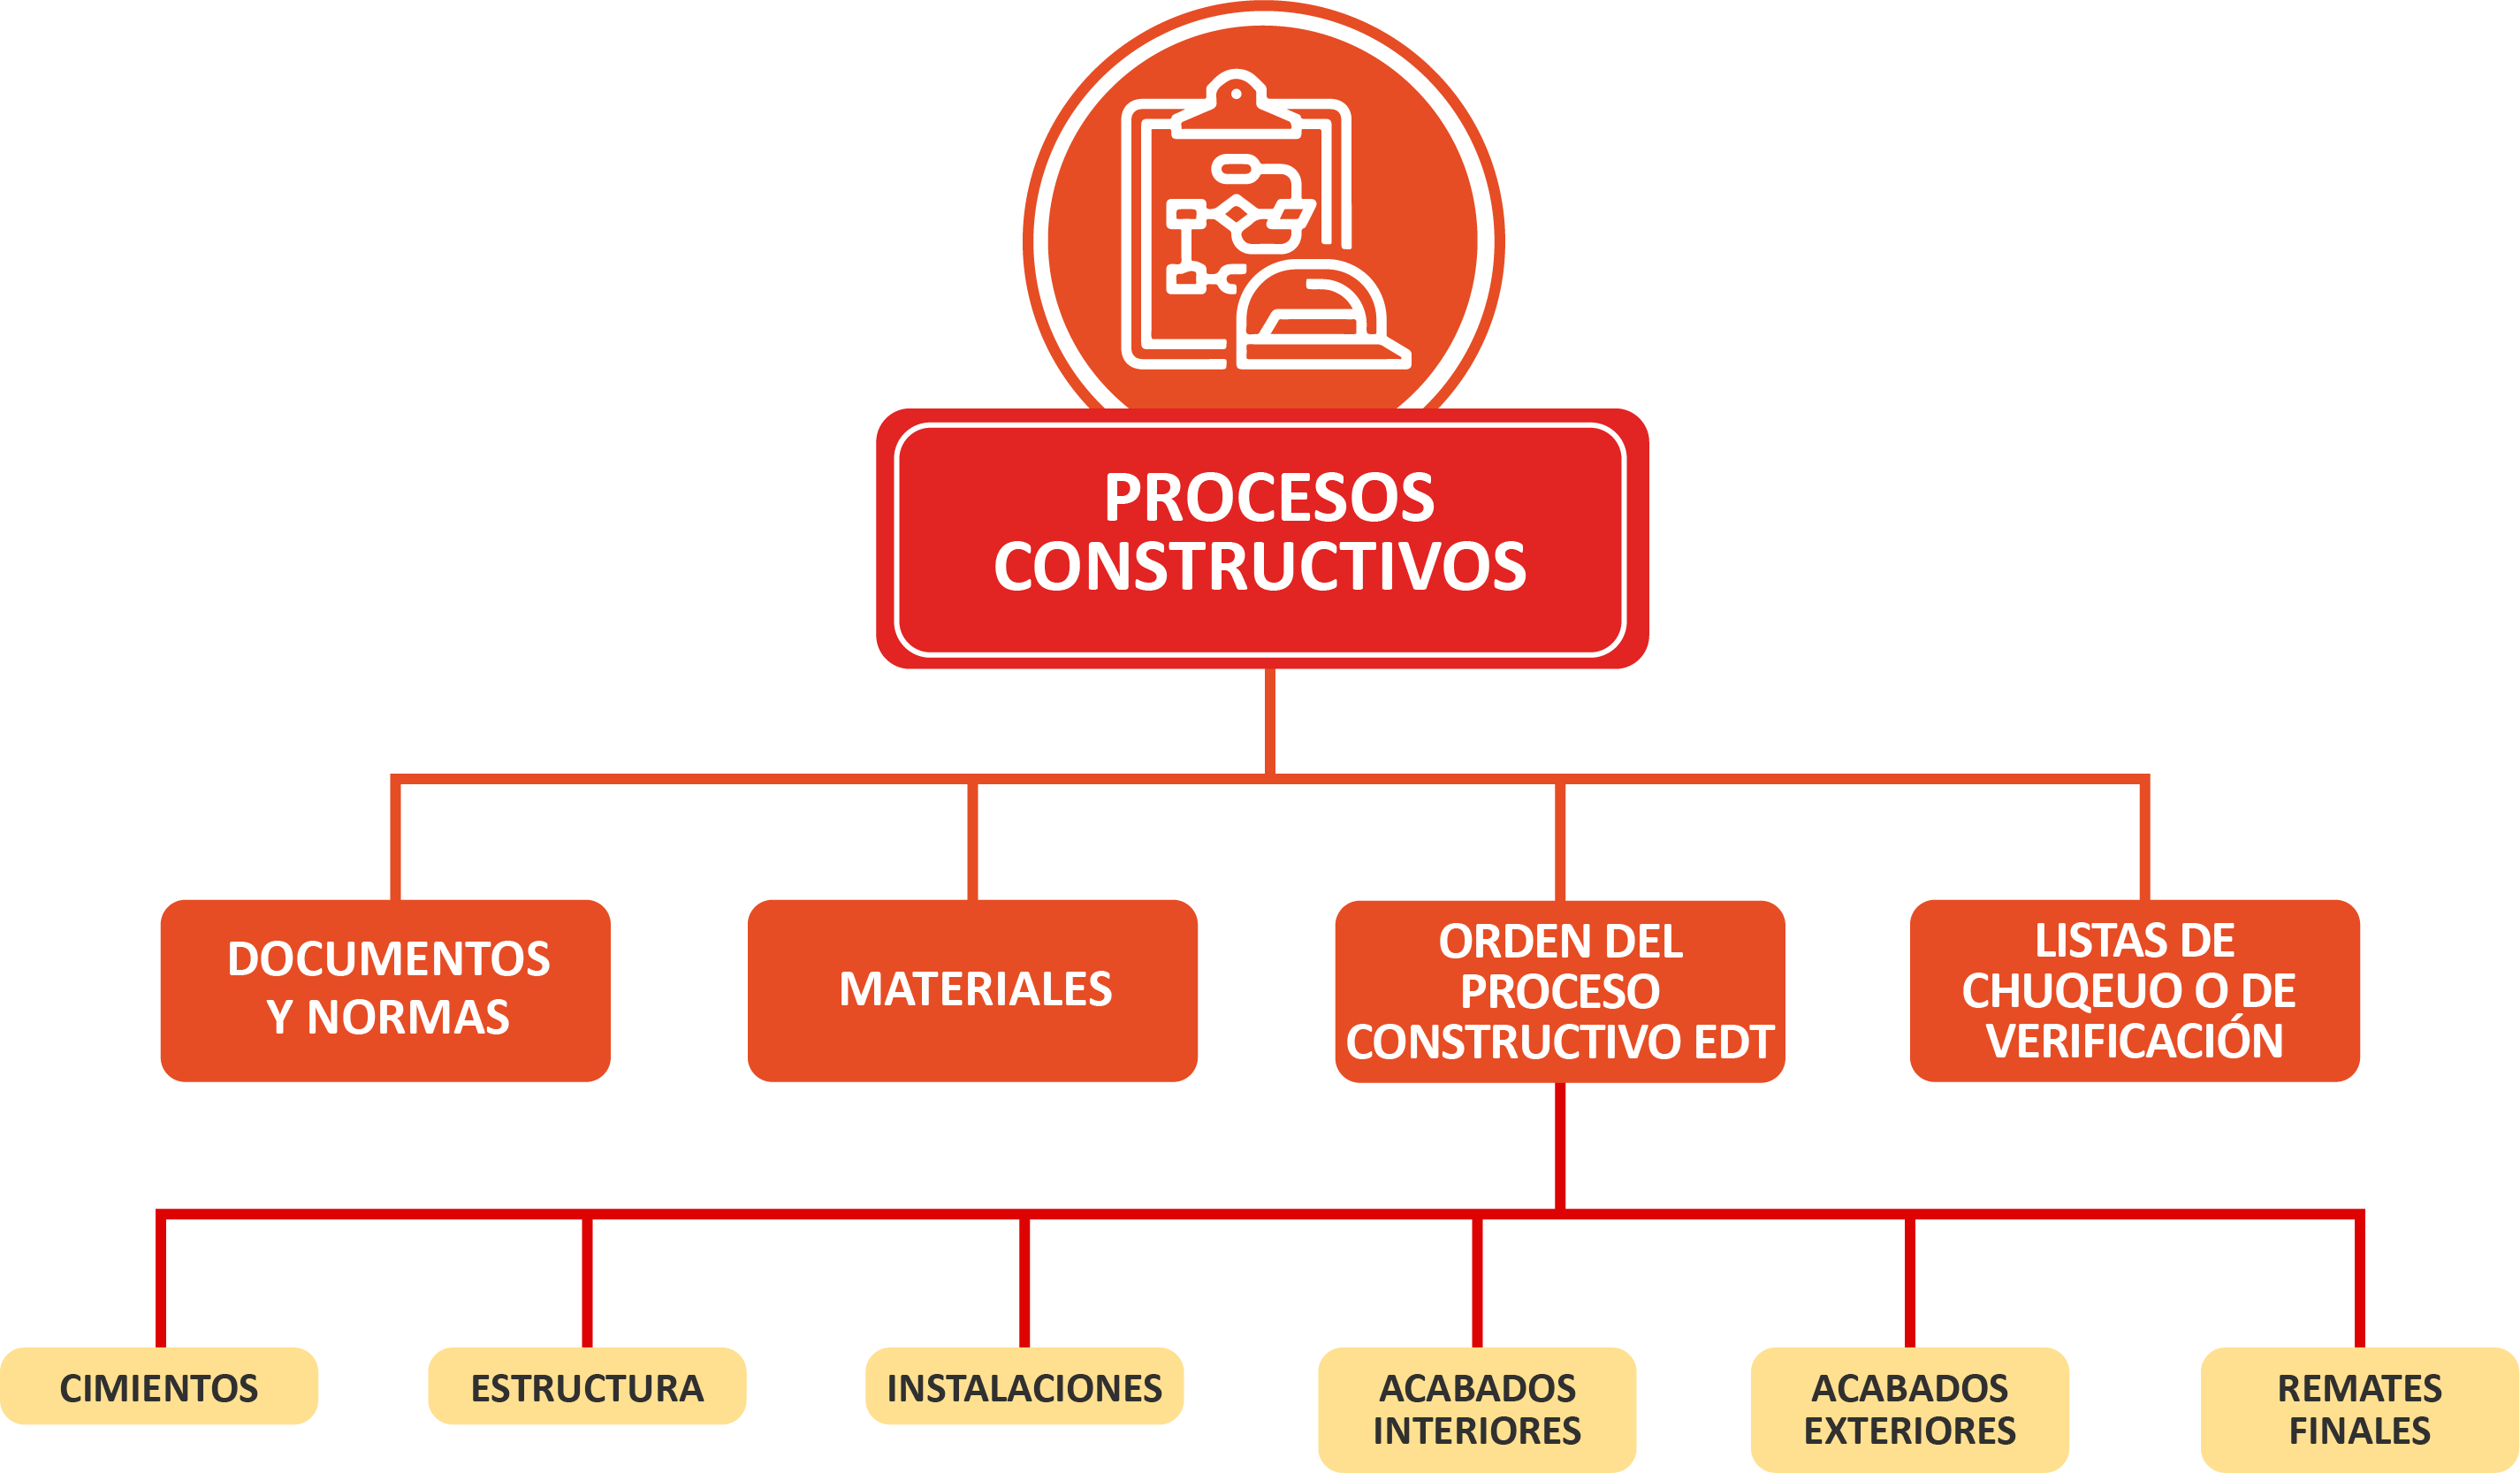 PROCESOS
CONSTRUCTIVOS
DOCUMENTOS
Y NORMAS
MATERIALES
ORDEN DEL
PROCESO
CONSTRUCTIVO EDT
LISTAS DE
CHUQEUO O DE
VERIFICACIÓN
CIMIENTOS
ESTRUCTURA
INSTALACIONES
ACABADOS
INTERIORES
ACABADOS
EXTERIORES
REMATES
FINALES